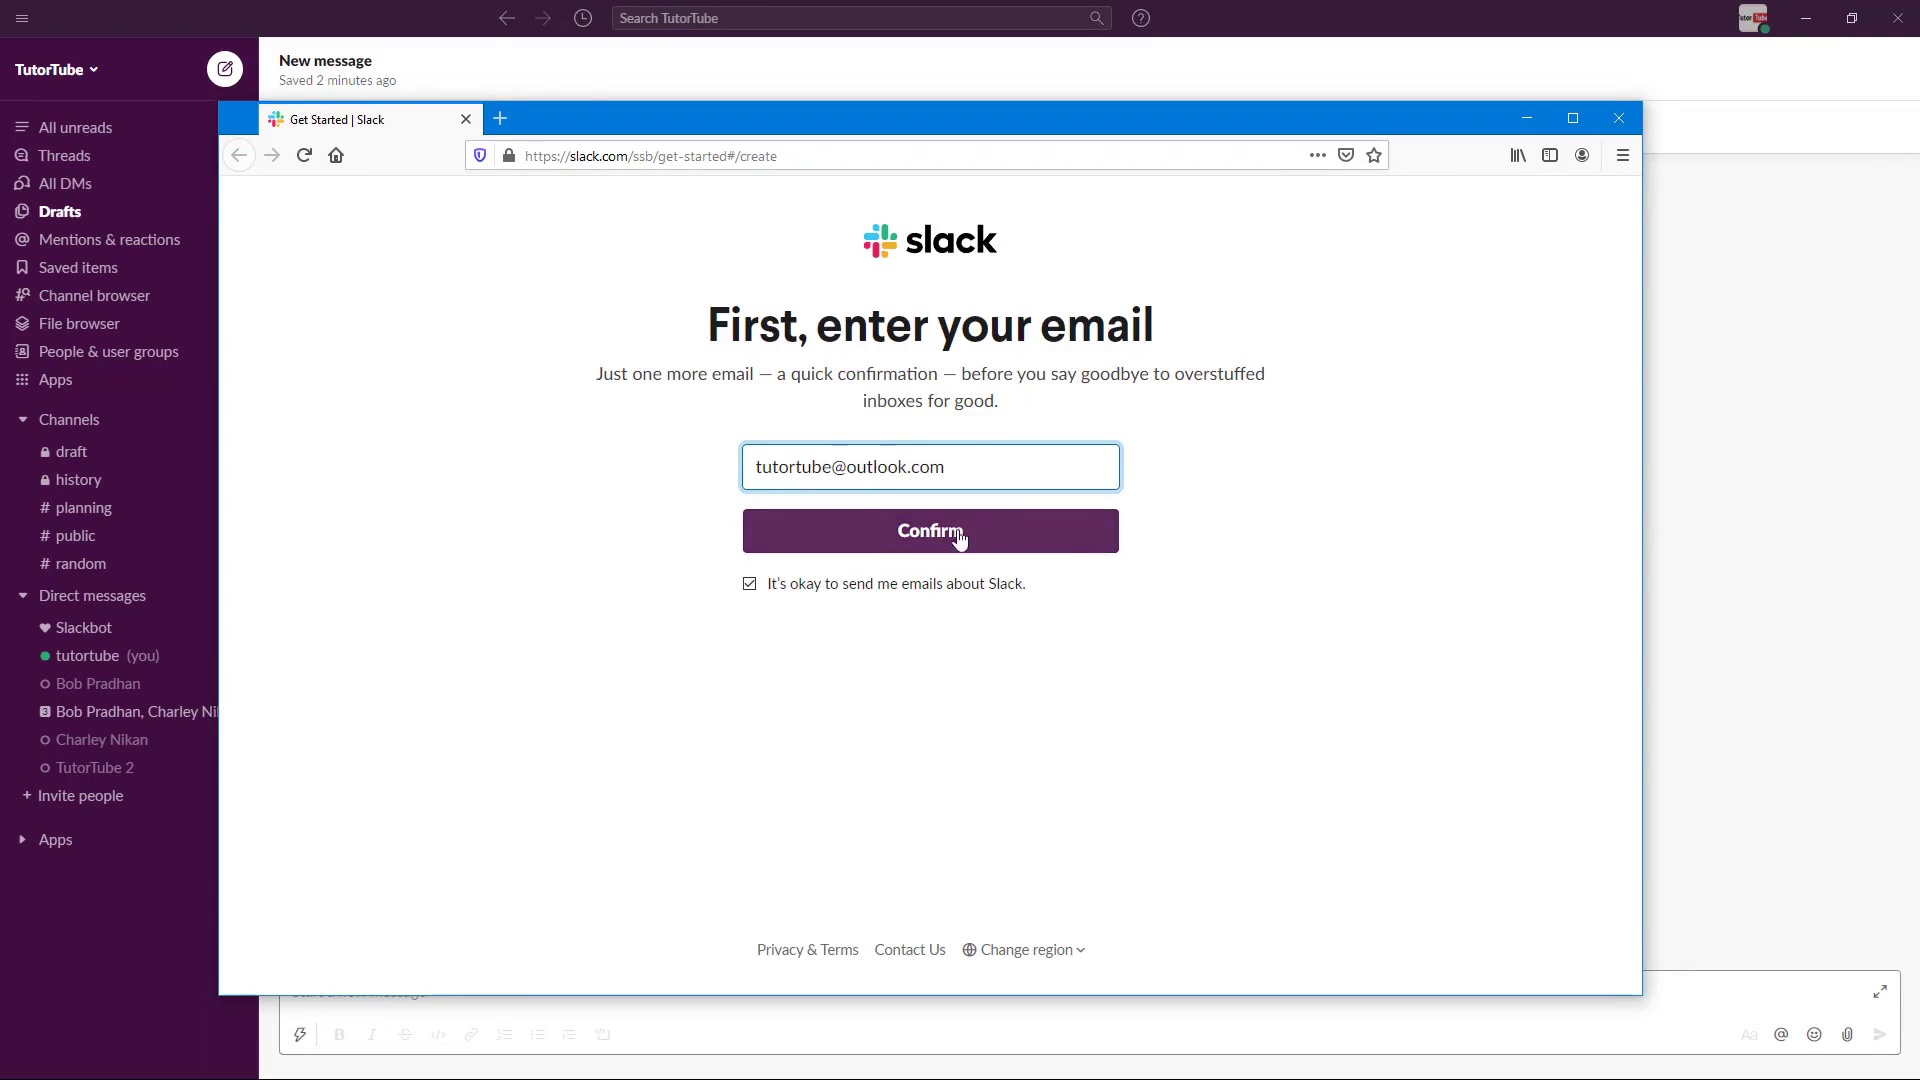 Search TutorTube
TutorTube
New message
Saved 2 minutes ago
All unreads
Threads
All DMs
Drafts
Mentions & reactions
Saved items
Channel browser
File browser
People & user groups
Apps
Channels
draft
history
# planning
# public
# random
Direct messages
Slackbot
tutortube (you)
Bob Pradhan
3 Bob Pradhan, Charley Ni
Charley Nikan
TutorTube 2
+ Invite people
Apps
Get Started | Slack
https://slack.com/ssb/get-started#/create
slack
First, enter your email
Just one more email — a quick confirmation — before you say goodbye to overstuffed
inboxes for good.
tutortube@outlook.com
Confirm
It's okay to send me emails about Slack.
Privacy & Terms Contact Us Change region
B I S Aa @